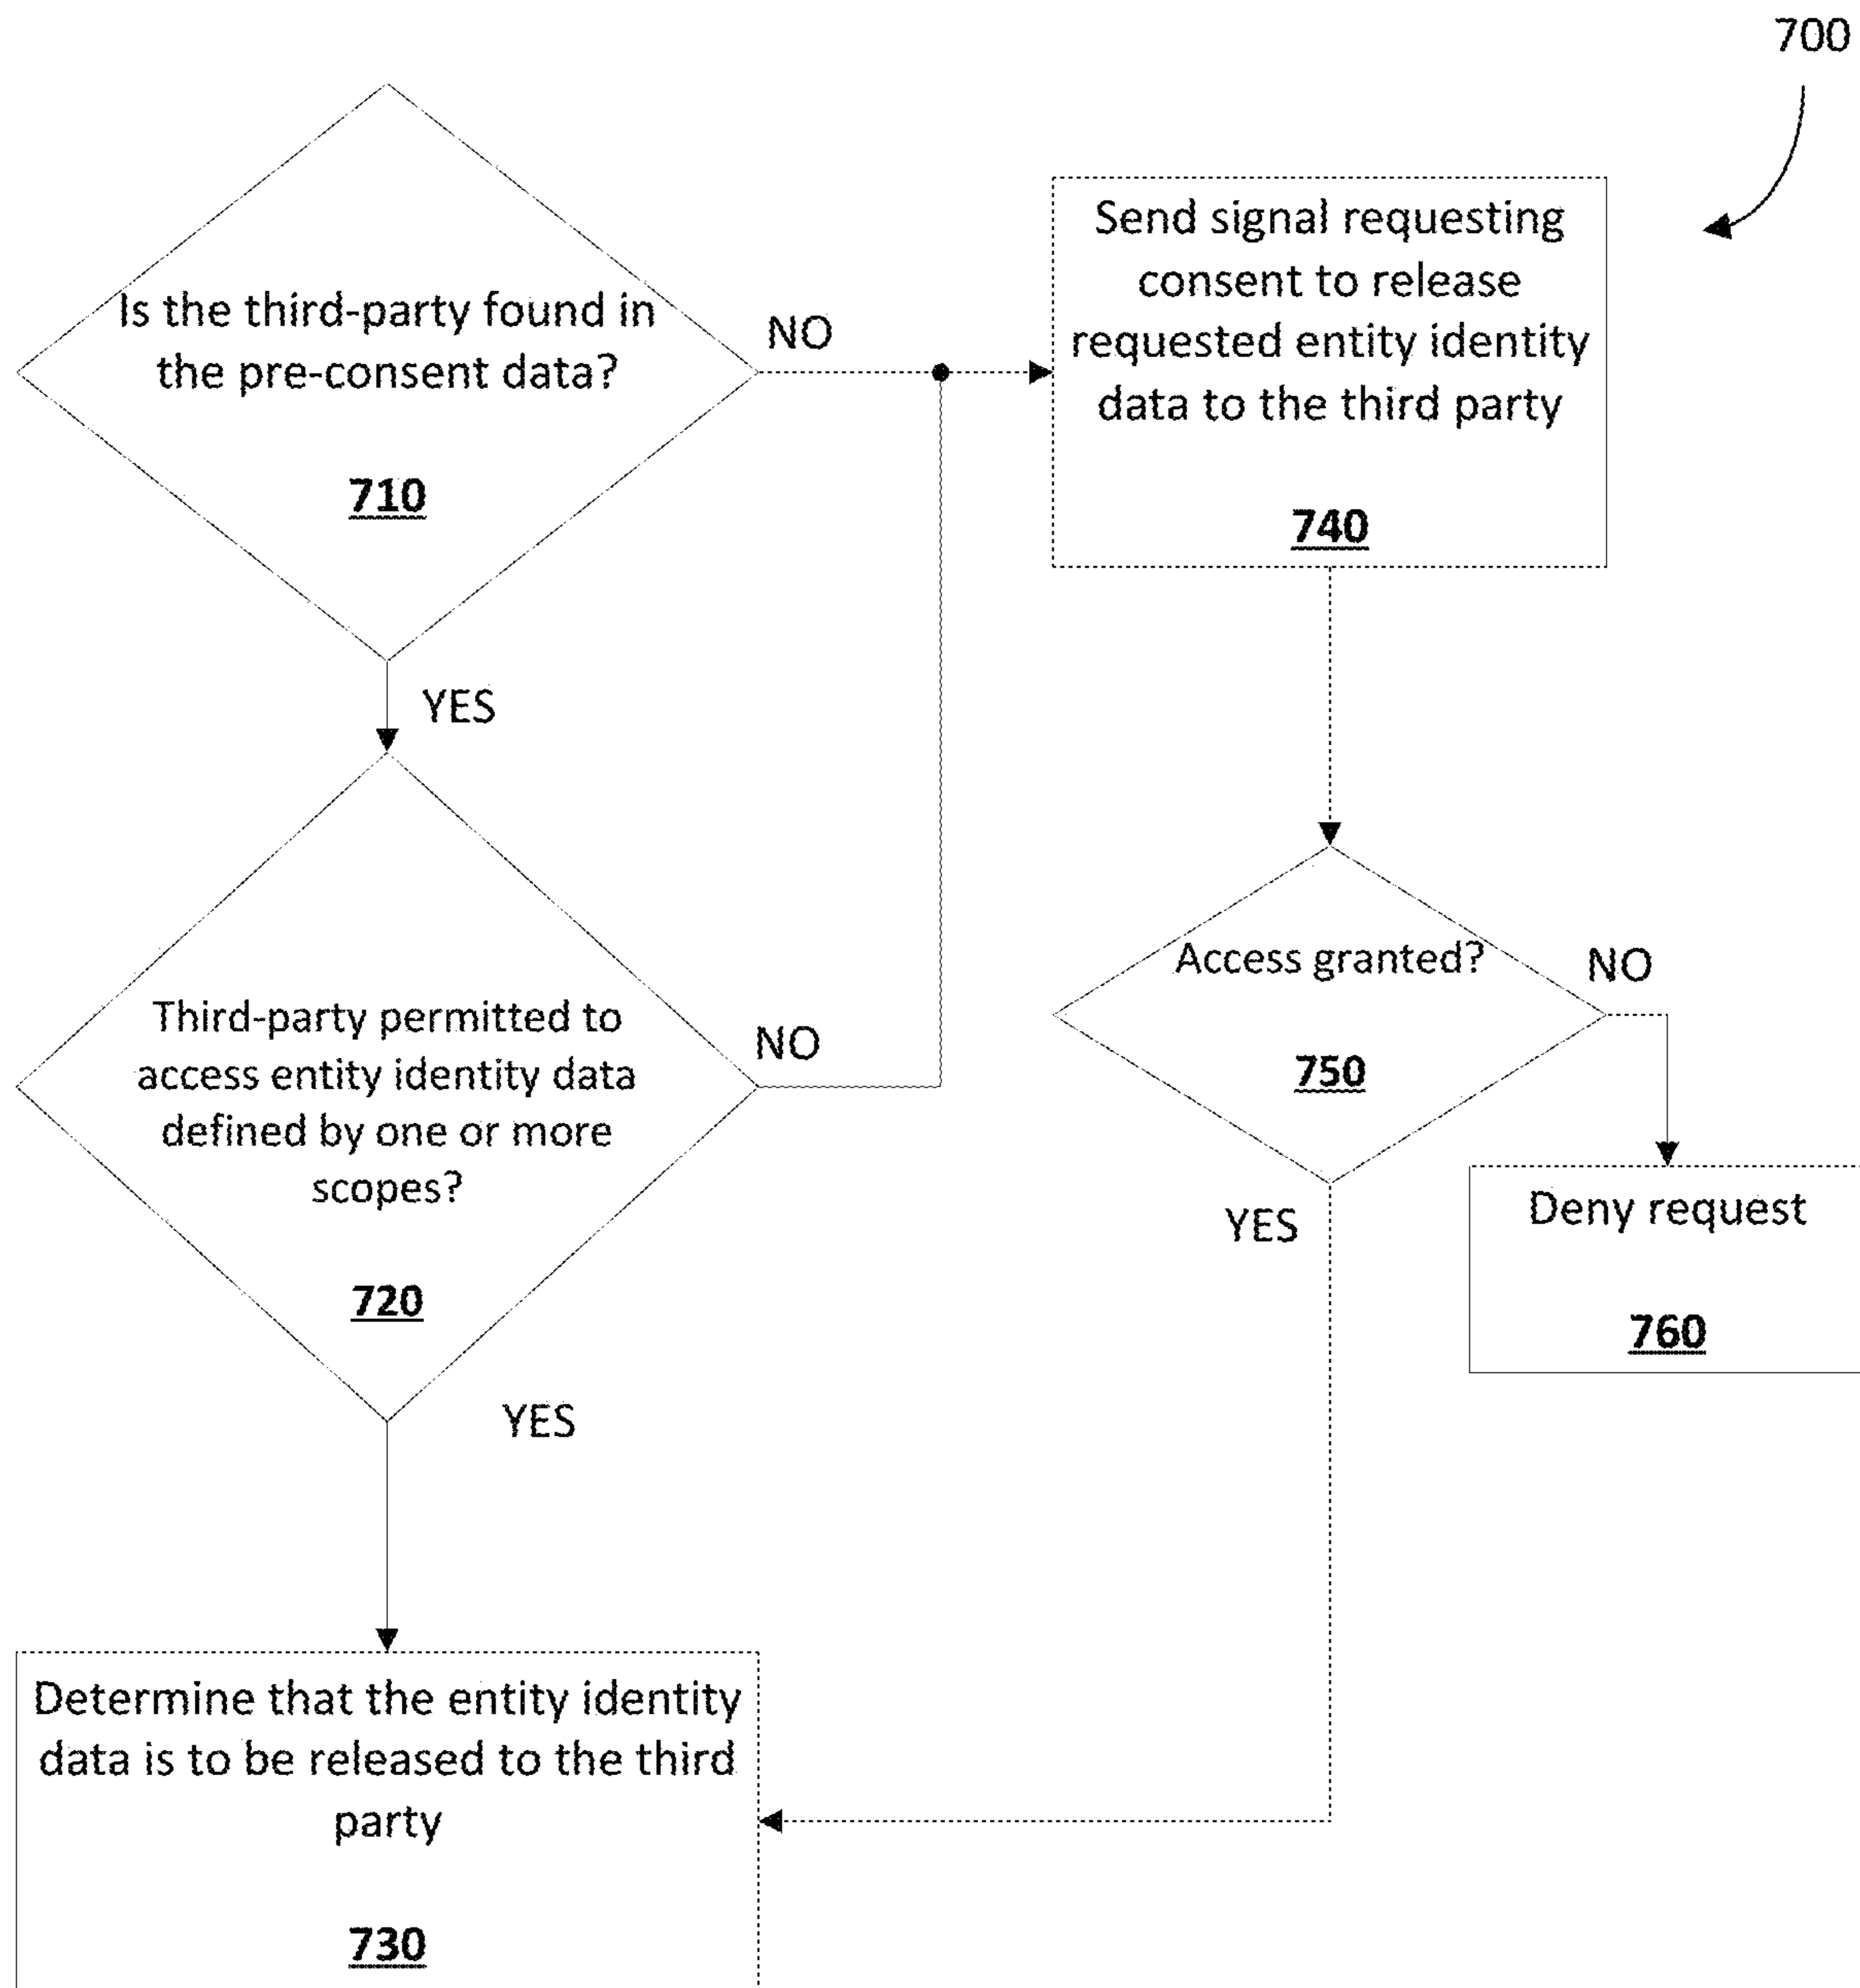 700
Is the third-party found in
the pre-consent data?
710
NO
YES
Send signal requesting
consent to release
requested entity identity
data to the third party
740
Third-party permitted to
access entity identity data
defined by one or more
scopes?
720
NO
YES
Access granted?
750
NO
YES
Deny request
760
Determine that the entity identity
data is to be released to the third
party
730